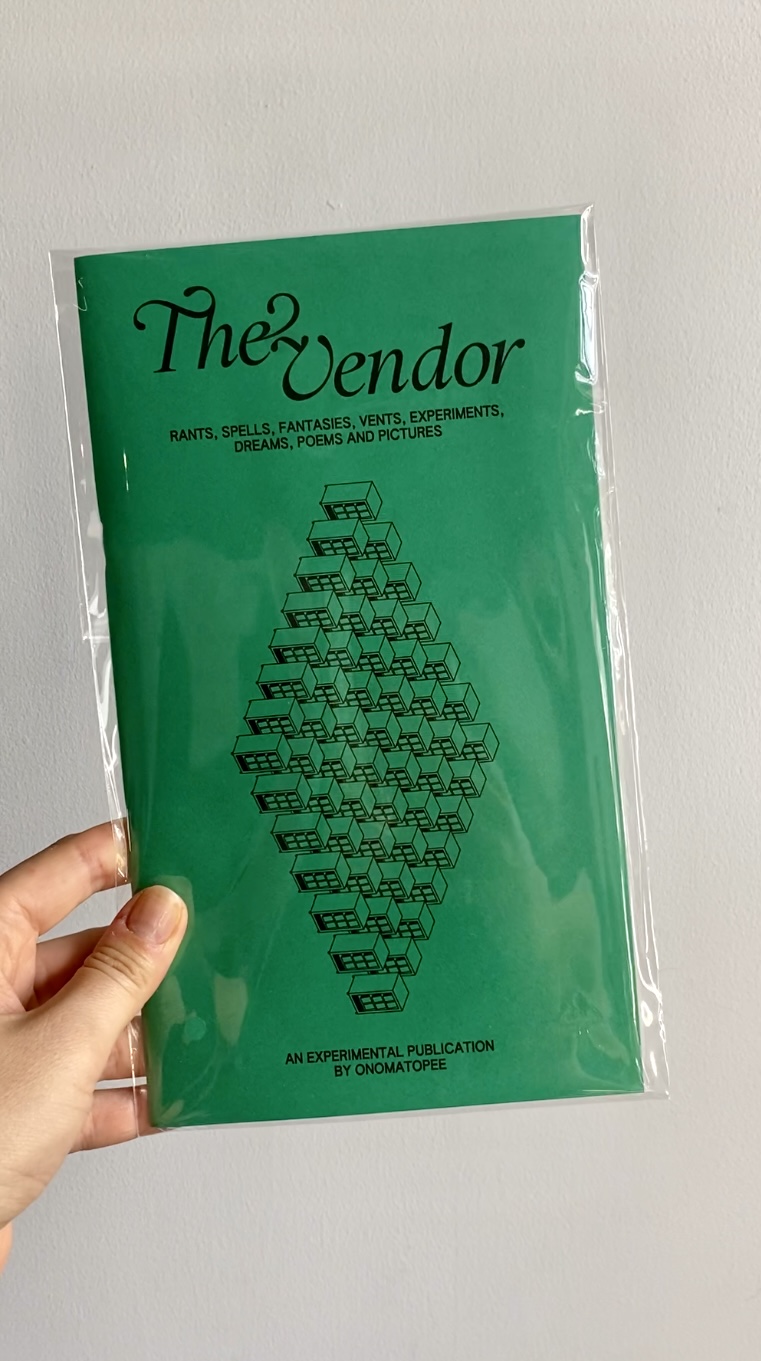 The Vendor
RANTS, SPELLS, FANTASIES, VENTS, EXPERIMENTS,
DREAMS, POEMS AND PICTURES
AN EXPERIMENTAL PUBLICATION
BY ONOMATOPEE